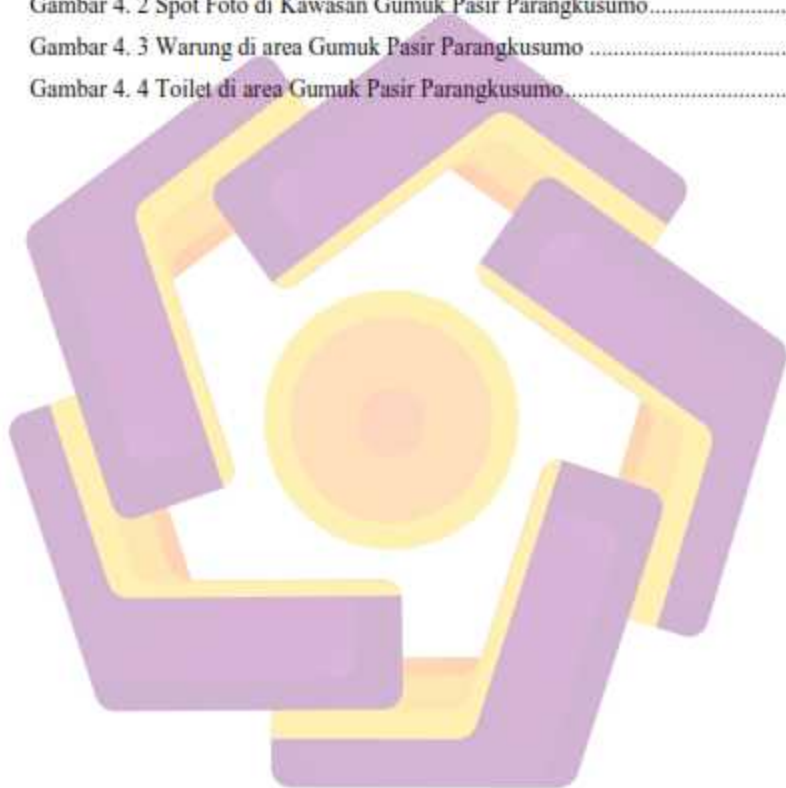 Gambar 4. 2 Spot Foto di Kawasan Gumuk Pasir Parangkusumo..........................
Gambar 4. 3 Warung di area Gumuk Pasir Parangkusumo ....................................
Gambar 4. 4 Toilet di area Gumuk Pasir Parangkusumo........................................